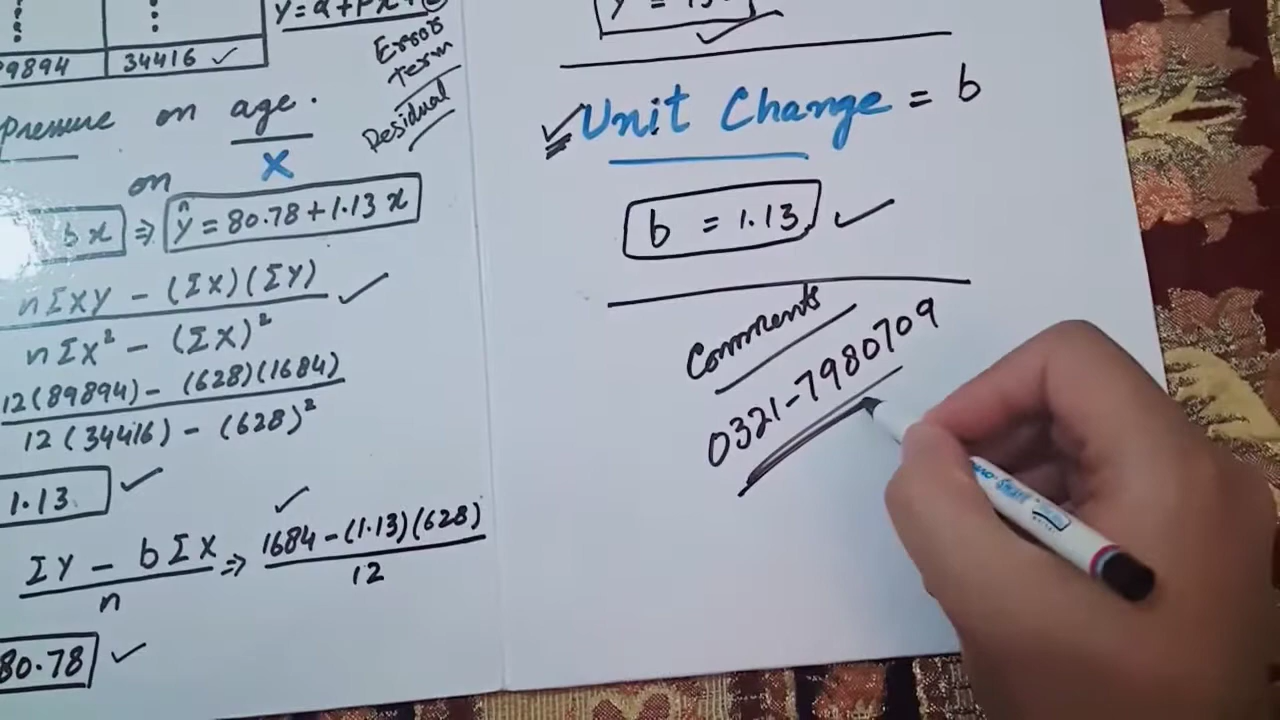 34416 ✓
Error
Term
Residual
Pressure on age.
X
on
bx ⇒ ŷ = 80.78 + 1.13 x
nΣXY - (ΣX)(ΣY) ✓
nΣX² - (ΣX)²
12(89894) - (628)(1684)
12(34416) - (628)²
1.13 ✓
ΣY - bΣX ⇒ 1684 - (1.13)(628) ✓
n 12
80.78 ✓
✓ Unit Change = b
b = 1.13 ✓
Comments
0321-7980709